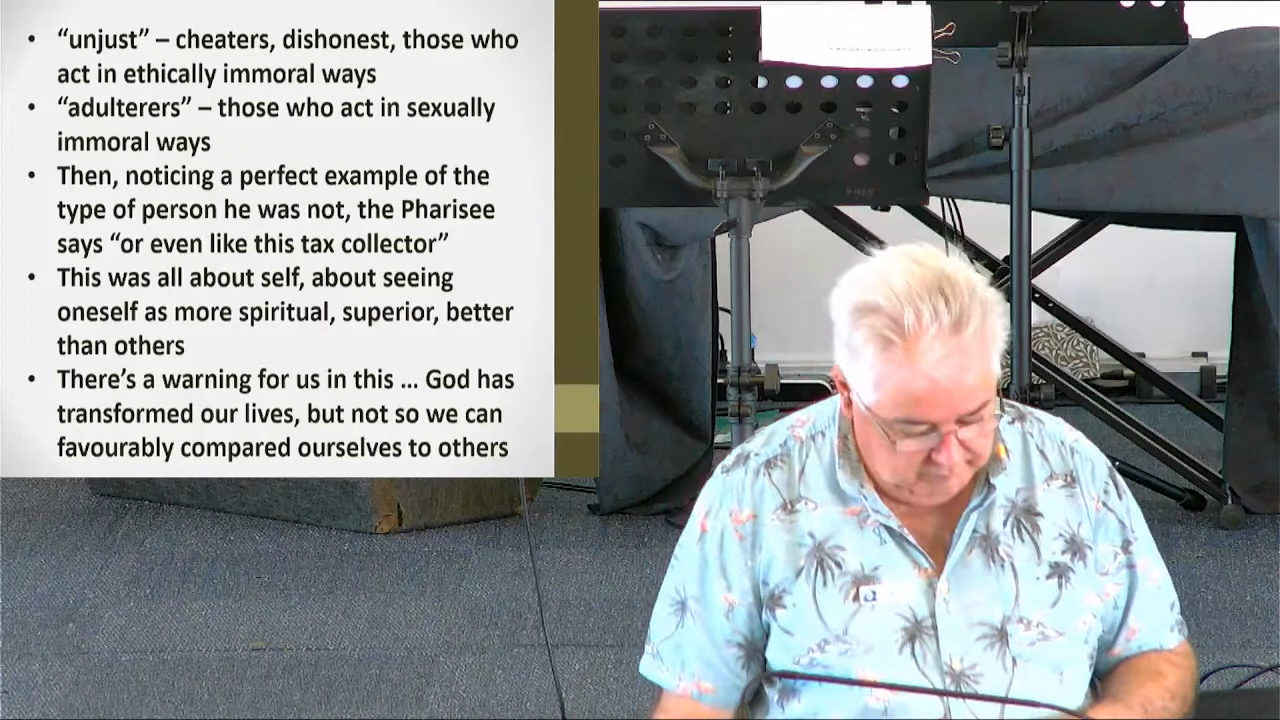 • “unjust” – cheaters, dishonest, those who
act in ethically immoral ways
• “adulterers” – those who act in sexually
immoral ways
• Then, noticing a perfect example of the
type of person he was not, the Pharisee
says “or even like this tax collector”
• This was all about self, about seeing
oneself as more spiritual, superior, better
than others
• There’s a warning for us in this ... God has
transformed our lives, but not so we can
favourably compared ourselves to others